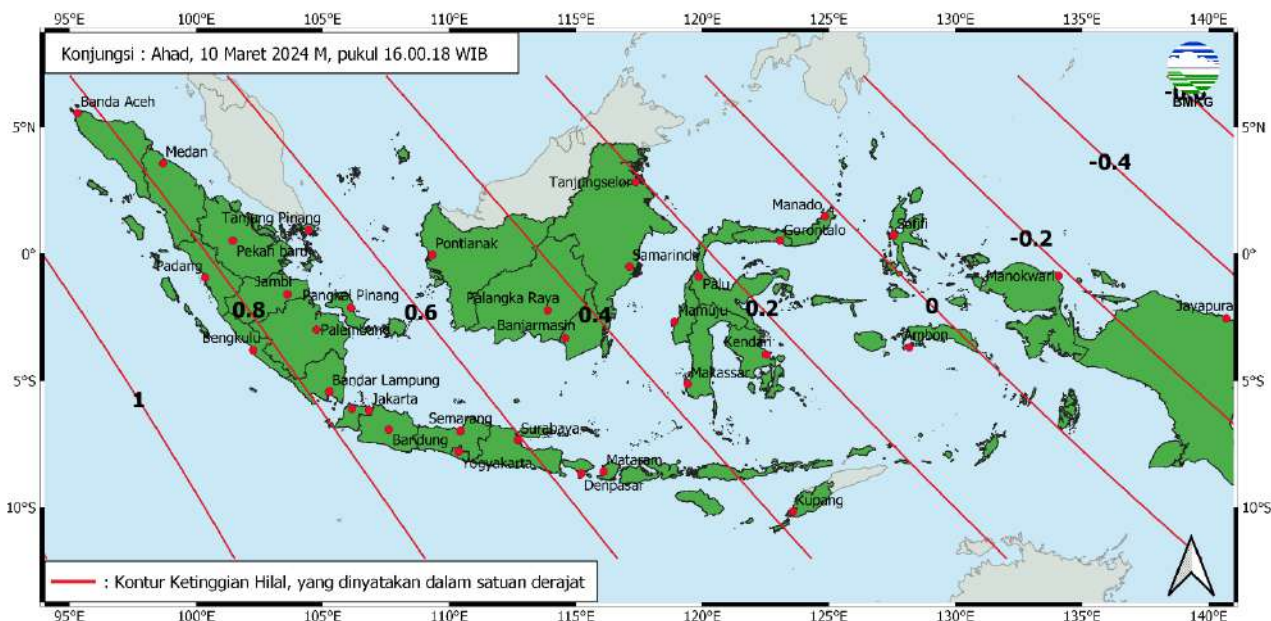 95°E 100°E 105°E 110°E 115°E 120°E 125°E 130°E 135°E 140°E
Konjungsi : Ahad, 10 Maret 2024 M, pukul 16.00.18 WIB
BMKG
Banda Aceh
5°N
5°N
Medan
-0.4
Tanjungselor
Manado
Tanjung Pinang
Sofifi
Pontianak
Gorontalo
-0.2
Pekan baru
0°
0°
Samarinda
Padang
Manokwari
Jambi
Palu
Pangkal Pinang
Palangka Raya
0.8
0.6
0.4
0.2
0
Jayapura
Mamuju
Palembang
Banjarmasin
Bengkulu
Kendari
Ambon
5°S
5°S
Makassar
Bandar Lampung
1
Jakarta
Semarang
Surabaya
Bandung
Yogyakarta
Mataram
Denpasar
Kupang
10°S
10°S
: Kontur Ketinggian Hilal, yang dinyatakan dalam satuan derajat
95°E 100°E 105°E 110°E 115°E 120°E 125°E 130°E 135°E 140°E